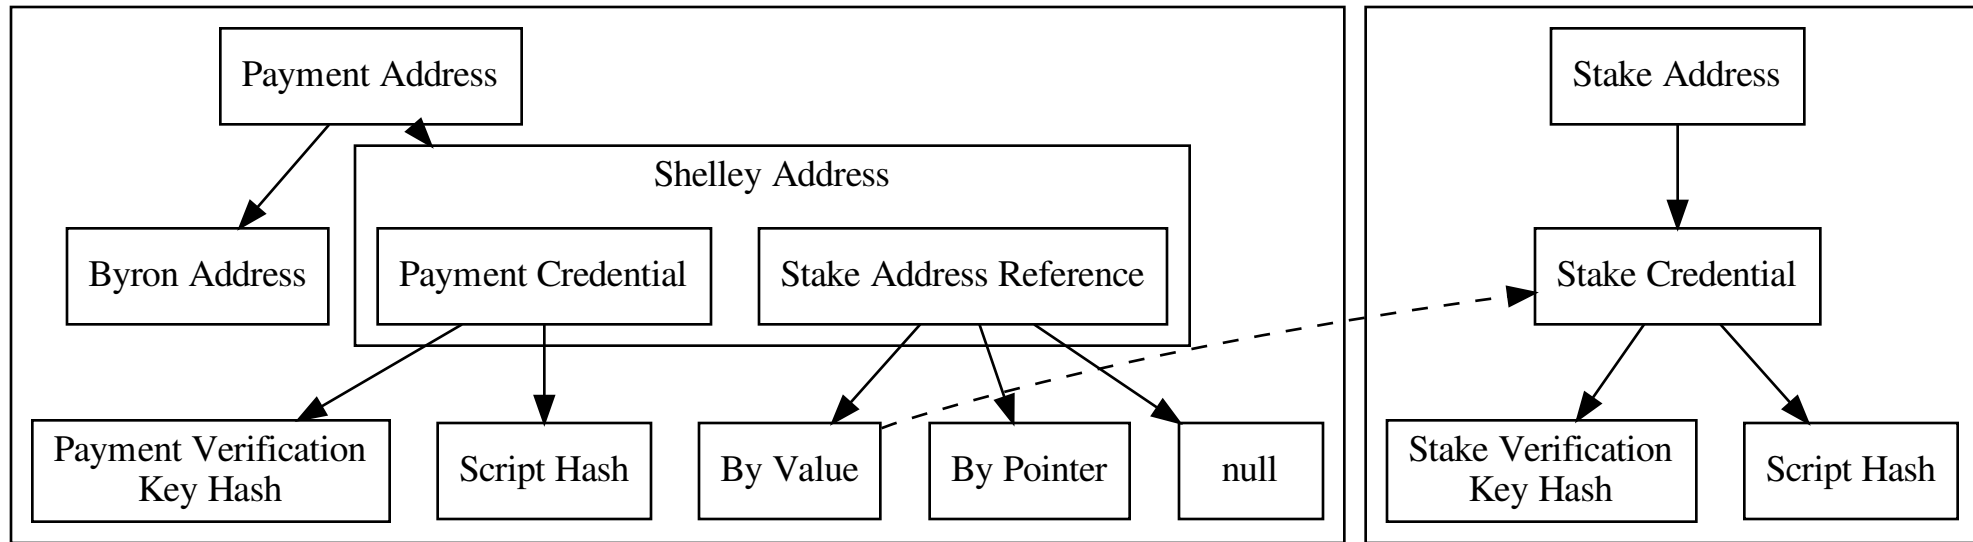 Payment Address
Stake Address
Shelley Address
Byron Address
Payment Credential
Stake Address Reference
Stake Credential
Payment Verification
Key Hash
Script Hash
By Value
By Pointer
null
Stake Verification
Key Hash
Script Hash